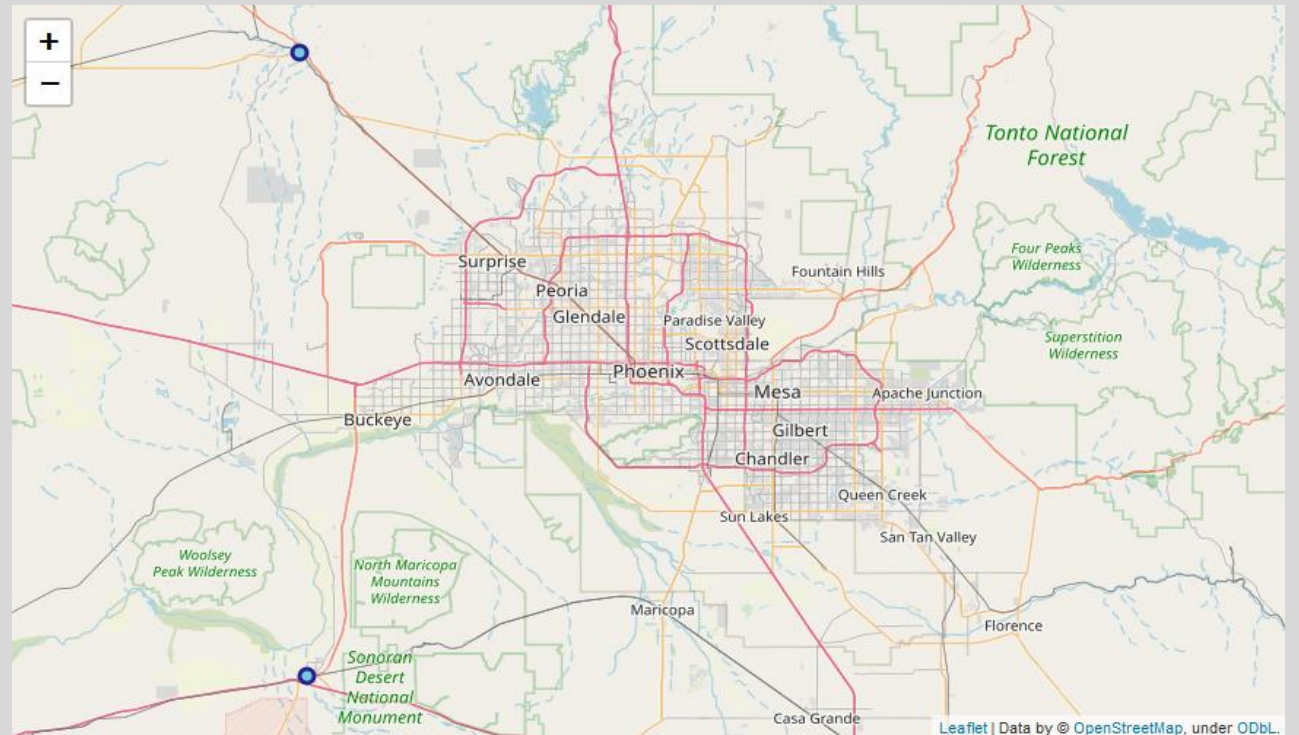 +
−
Tonto National
Forest
Four Peaks
Wilderness
Surprise
Fountain Hills
Peoria
Glendale
Paradise Valley
Scottsdale
Superstition
Wilderness
Phoenix
Avondale
Mesa
Apache Junction
Buckeye
Gilbert
Chandler
Queen Creek
Sun Lakes
San Tan Valley
Woolsey
Peak Wilderness
North Maricopa
Mountains
Wilderness
Maricopa
Florence
Sonoran
Desert
National
Monument
Casa Grande
Leaflet | Data by © OpenStreetMap, under ODbL.